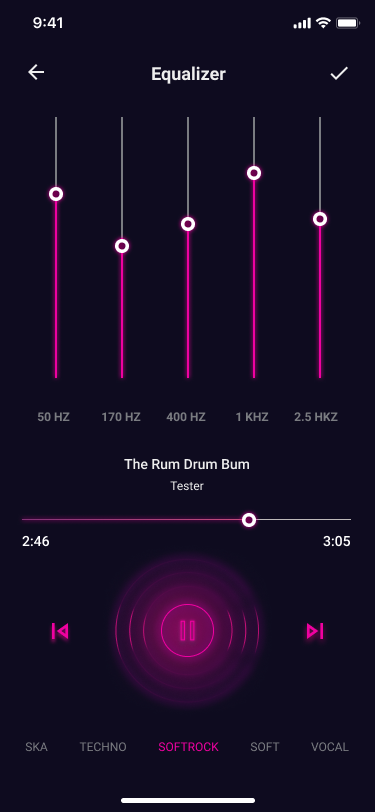 9:41
Equalizer
50 HZ 170 HZ 400 HZ 1 KHZ 2.5 HKZ
The Rum Drum Bum
Tester
2:46 3:05
SKA TECHNO SOFTROCK SOFT VOCAL